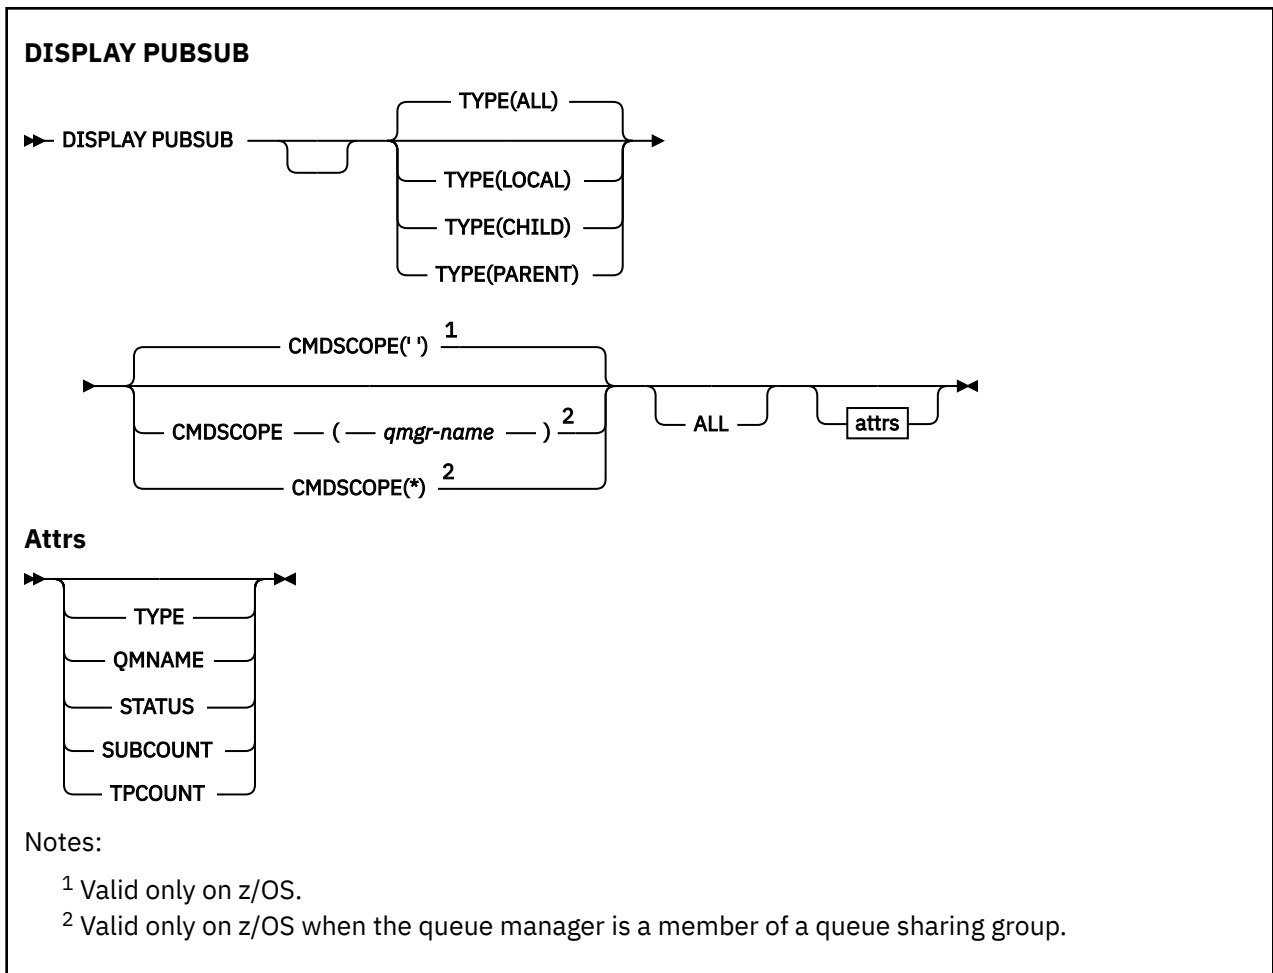 DISPLAY PUBSUB
TYPE(ALL)
DISPLAY PUBSUB
TYPE(LOCAL)
TYPE(CHILD)
TYPE(PARENT)
CMDSCOPE(' ') 1
CMDSCOPE ( qmgr-name ) 2
ALL
attrs
CMDSCOPE(*) 2
Attrs
TYPE
QMNAME
STATUS
SUBCOUNT
TPCOUNT
Notes:
1 Valid only on z/OS.
2 Valid only on z/OS when the queue manager is a member of a queue sharing group.